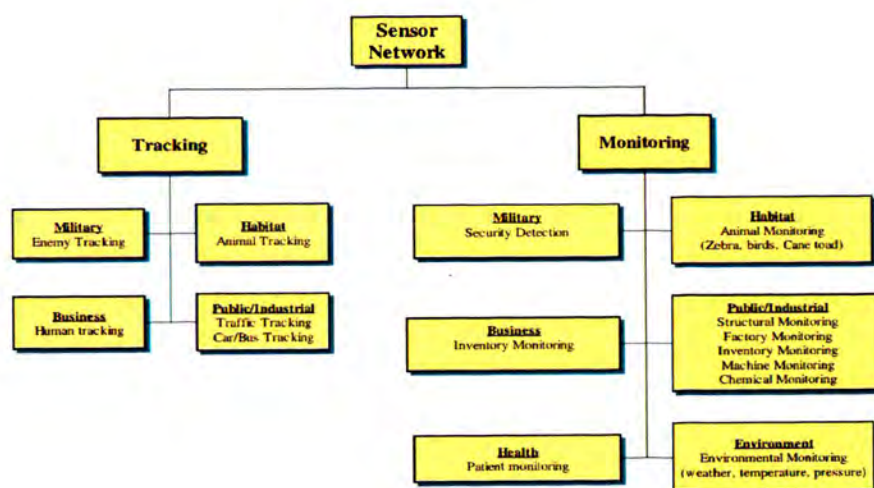 Sensor
Network
Tracking
Monitoring
Military
Enemy Tracking
Habitat
Animal Tracking
Business
Human tracking
Public/Industrial
Traffic Tracking
Car/Bus Tracking
Military
Security Detection
Habitat
Animal Monitoring
(Zebra, birds, Cane toad)
Business
Inventory Monitoring
Public/Industrial
Structural Monitoring
Factory Monitoring
Inventory Monitoring
Machine Monitoring
Chemical Monitoring
Health
Patient monitoring
Environment
Environmental Monitoring
(weather, temperature, pressure)